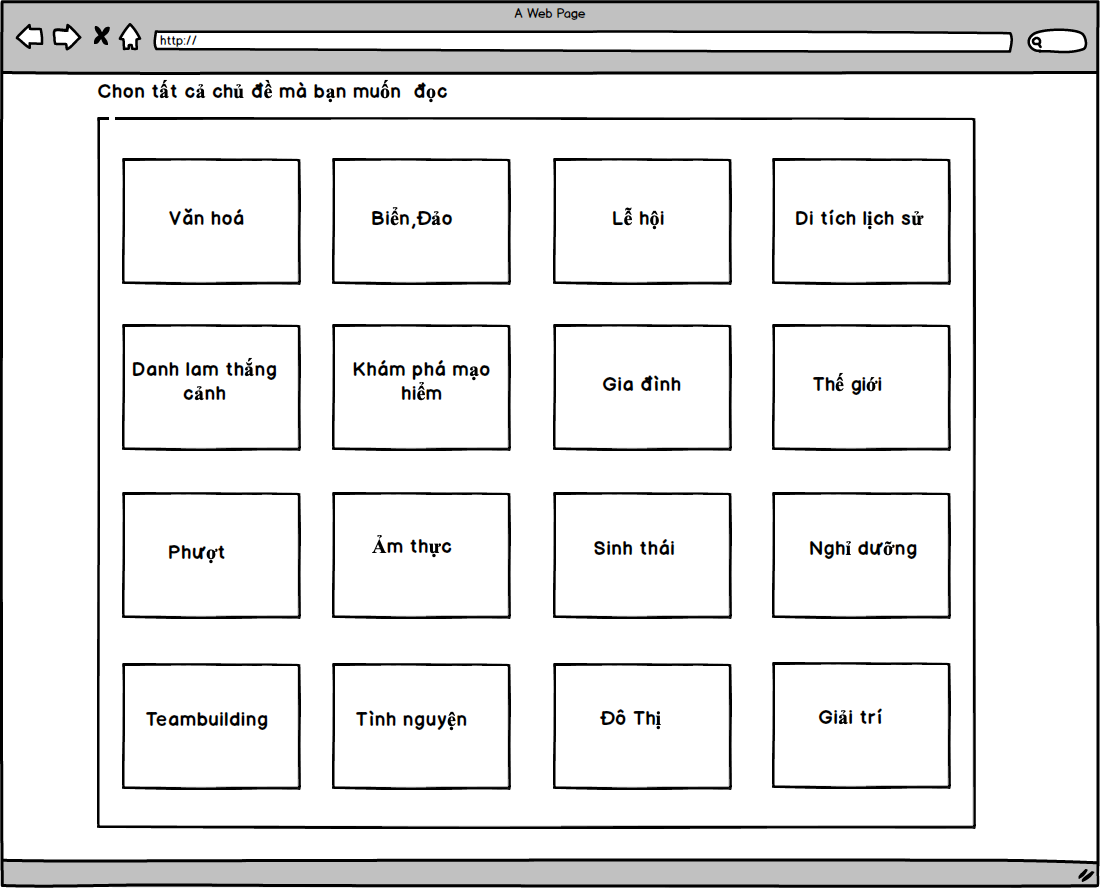 A Web Page
http://
Chon tất cả chủ đề mà bạn muốn đọc
Văn hoá
Biển,Đảo
Lễ hội
Di tích lịch sử
Danh lam thắng
cảnh
Khám phá mạo
hiểm
Gia đình
Thế giới
Phượt
Ẩm thực
Sinh thái
Nghỉ dưỡng
Teambuilding
Tình nguyện
Đô Thị
Giải trí